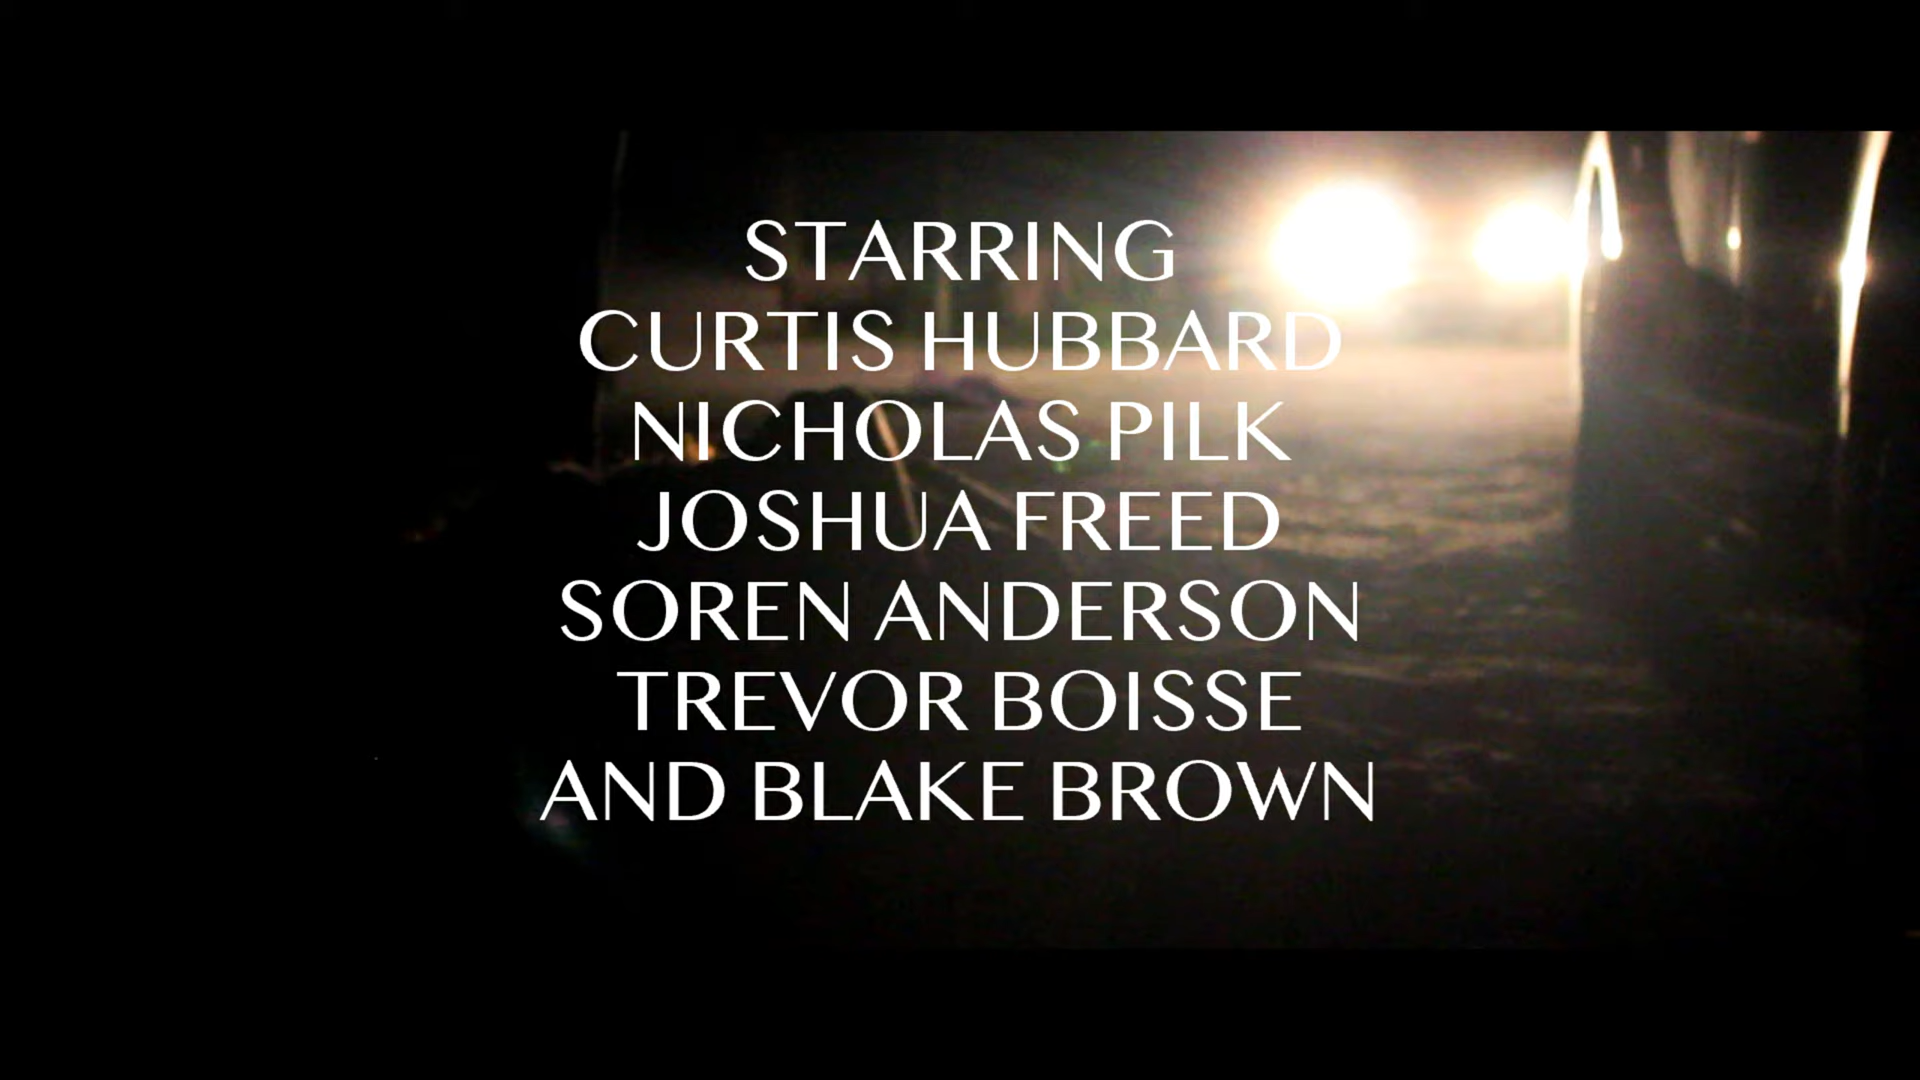 STARRING
CURTIS HUBBARD
NICHOLAS PILK
JOSHUA FREED
SOREN ANDERSON
TREVOR BOISSE
AND BLAKE BROWN